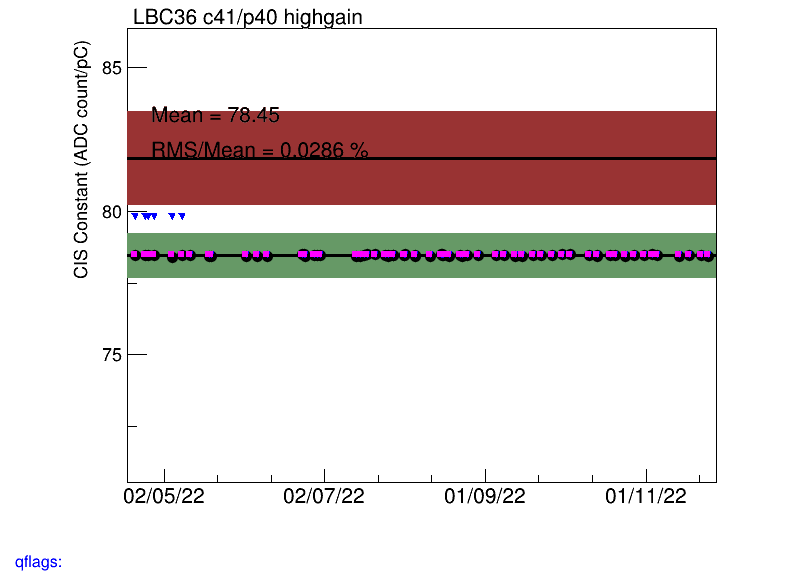 LBC36 c41/p40 highgain
CIS Constant (ADC count/pC)
85
Mean = 78.45
RMS/Mean = 0.0286 %
80
75
02/05/22 02/07/22 01/09/22 01/11/22
qflags: